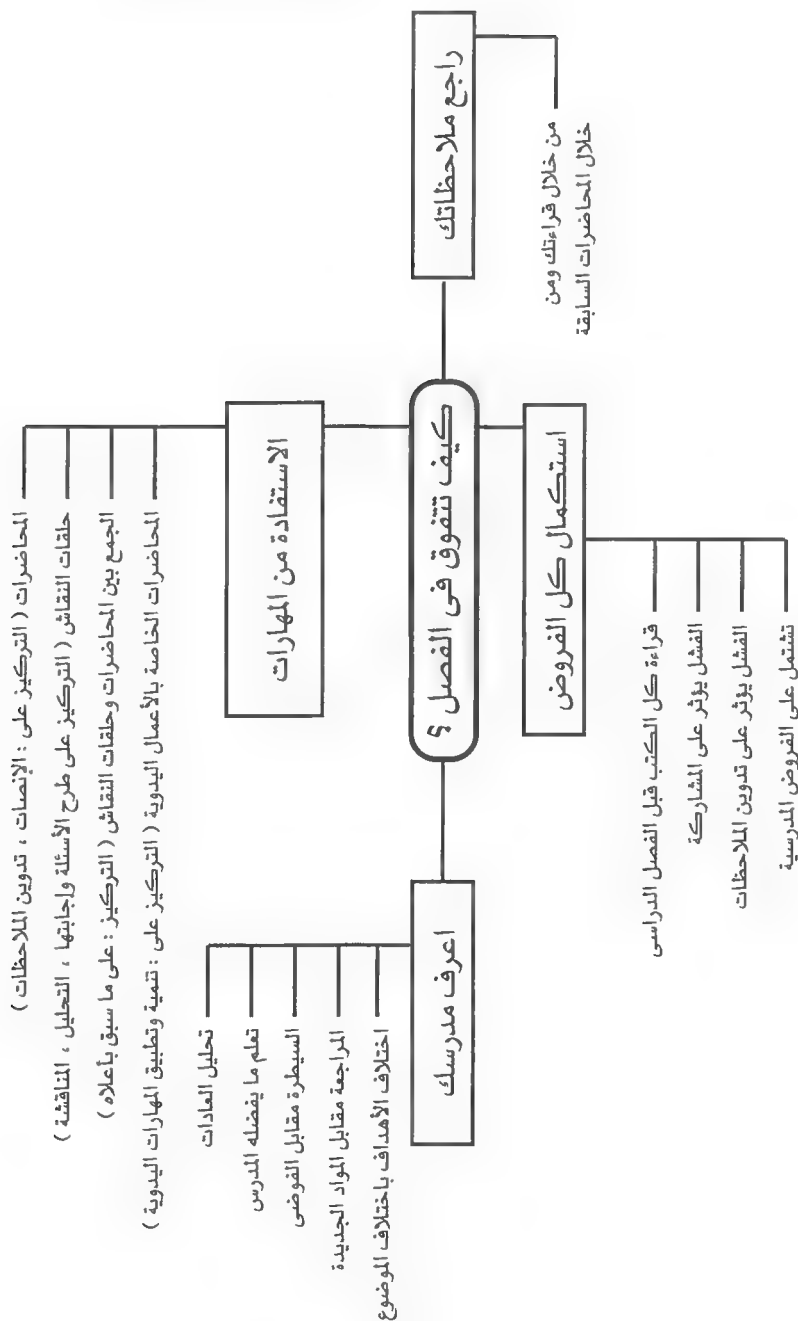 كيف تتفوق فى الفصل ؟
راجع ملاحظاتك
من خلال قراءتك ومن
خلال المحاضرات السابقة
الاستفادة من المهارات
المحاضرات ( التركيز على : الإنصات ، تدوين الملاحظات )
حلقات النقاش ( التركيز على طرح الأسئلة وإجابتها ، التحليل ، المناقشة )
الجمع بين المحاضرات وحلقات النقاش ( التركيز : على ما سبق بأعلاه )
المحاضرات الخاصة بالأعمال اليدوية ( التركيز على : تنمية وتطبيق المهارات اليدوية )
استكمال كل الفروض
قراءة كل الكتب قبل الفصل الدراسى
الفشل يؤثر على المشاركة
الفشل يؤثر على تدوين الملاحظات
تشتمل على الفروض المدرسية
اعرف مدرسك
تحليل العادات
تعلم ما يفضله المدرس
السيطرة مقابل الفوضى
المراجعة مقابل المواد الجديدة
اختلاف الأهداف باختلاف الموضوع